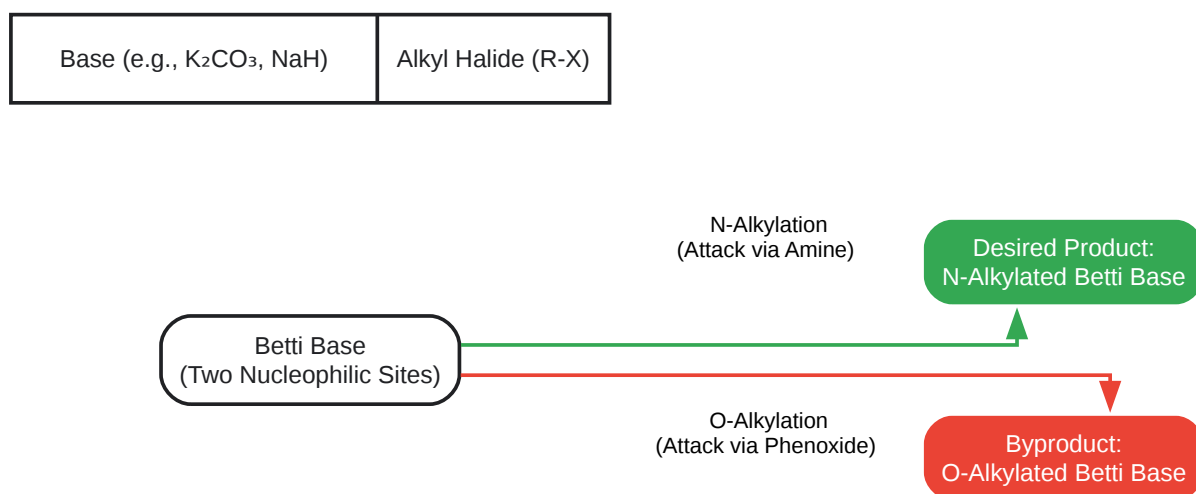 Base (e.g., K₂CO₃, NaH)
Alkyl Halide (R-X)
N-Alkylation
(Attack via Amine)
Desired Product:
N-Alkylated Betti Base
Betti Base
(Two Nucleophilic Sites)
O-Alkylation
(Attack via Phenoxide)
Byproduct:
O-Alkylated Betti Base